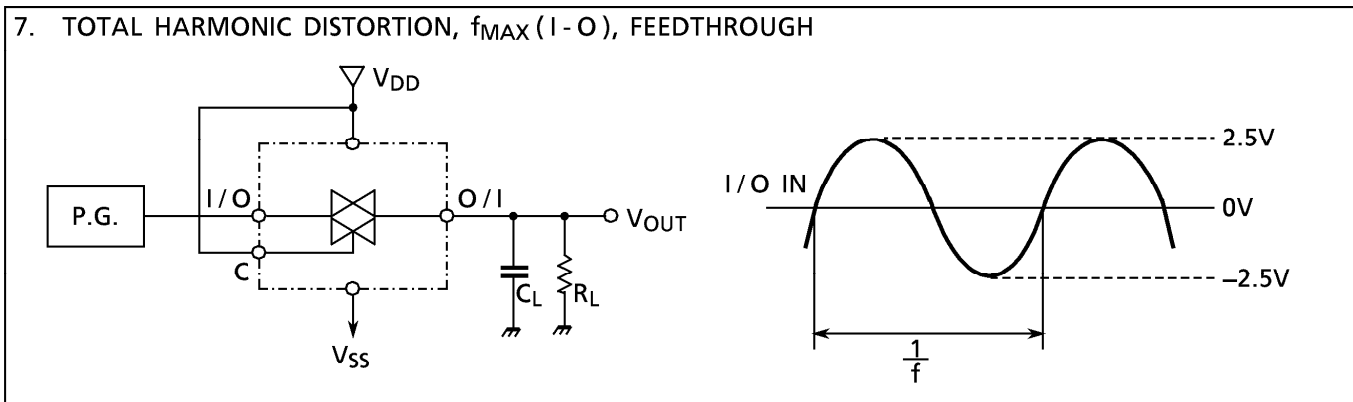 7. TOTAL HARMONIC DISTORTION, fMAX (I-O), FEEDTHROUGH
VDD
I/O
O/I
P.G.
VOUT
C
CL
RL
VSS
2.5V
I/O IN
0V
−2.5V
1
f